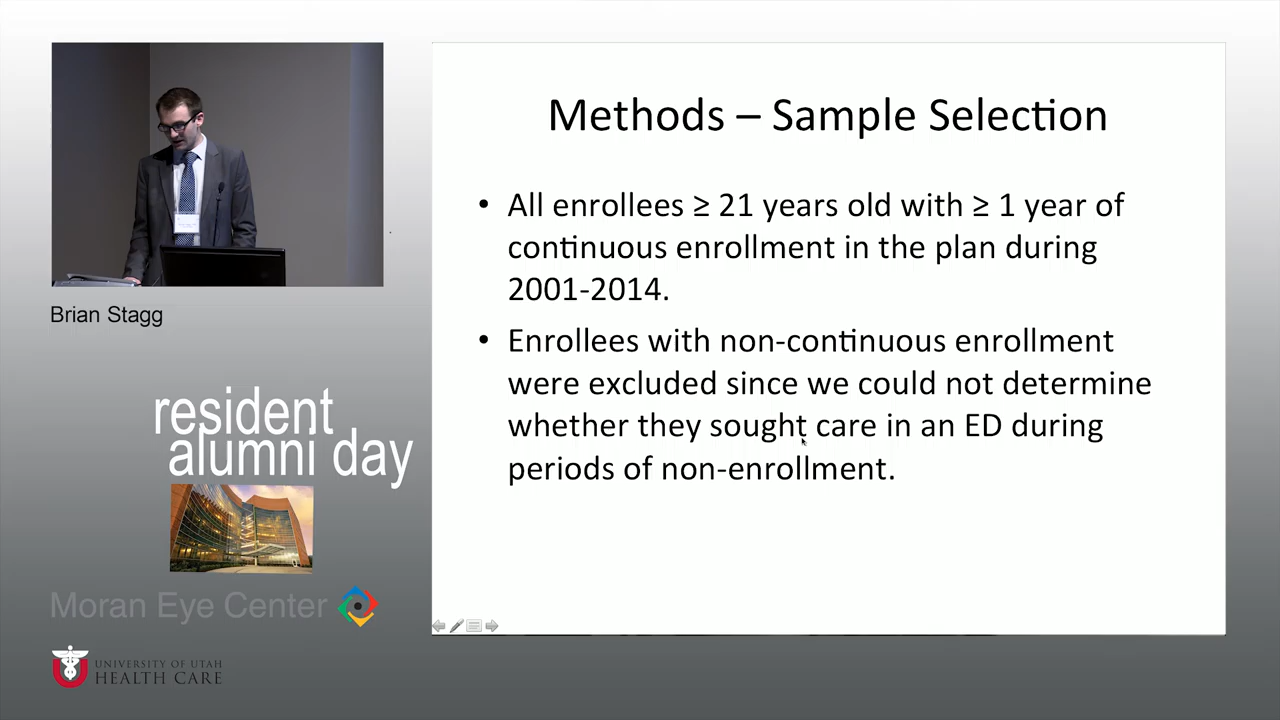 Methods – Sample Selection
• All enrollees ≥ 21 years old with ≥ 1 year of
continuous enrollment in the plan during
2001-2014.
• Enrollees with non-continuous enrollment
were excluded since we could not determine
whether they sought care in an ED during
periods of non-enrollment.
Brian Stagg
resident
alumni day
Moran Eye Center
UNIVERSITY OF UTAH
HEALTH CARE